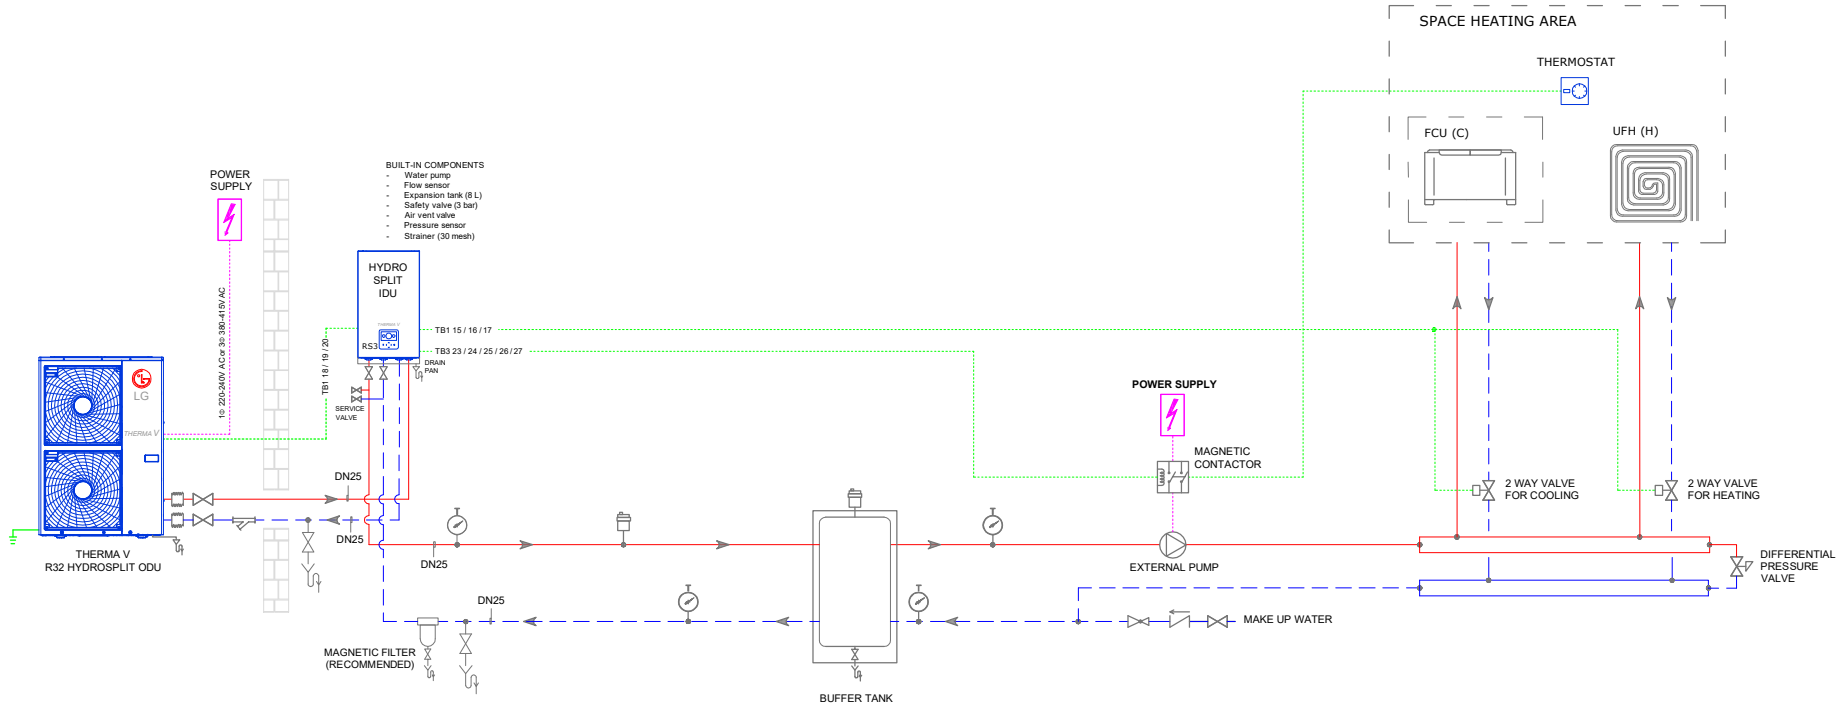 SPACE HEATING AREA
THERMOSTAT
FCU (C)
UFH (H)
BUILT-IN COMPONENTS
- Water pump
- Flow sensor
- Expansion tank (8 L)
- Safety valve (3 bar)
- Air vent valve
- Pressure sensor
- Strainer (30 mesh)
POWER
SUPPLY
1Φ 220-240V AC or 3Φ 380-415V AC
HYDRO
SPLIT
IDU
THERMA V
RS3
TB1 15 / 16 / 17
TB3 23 / 24 / 25 / 26 / 27
TB1 18 / 19 / 20
DRAIN
PAN
SERVICE
VALVE
LG
THERMA V
POWER SUPPLY
MAGNETIC
CONTACTOR
2 WAY VALVE
FOR COOLING
2 WAY VALVE
FOR HEATING
DN25
DN25
DN25
DN25
THERMA V
R32 HYDROSPLIT ODU
T
T
T
T
EXTERNAL PUMP
DIFFERENTIAL
PRESSURE
VALVE
MAKE UP WATER
MAGNETIC FILTER
(RECOMMENDED)
BUFFER TANK